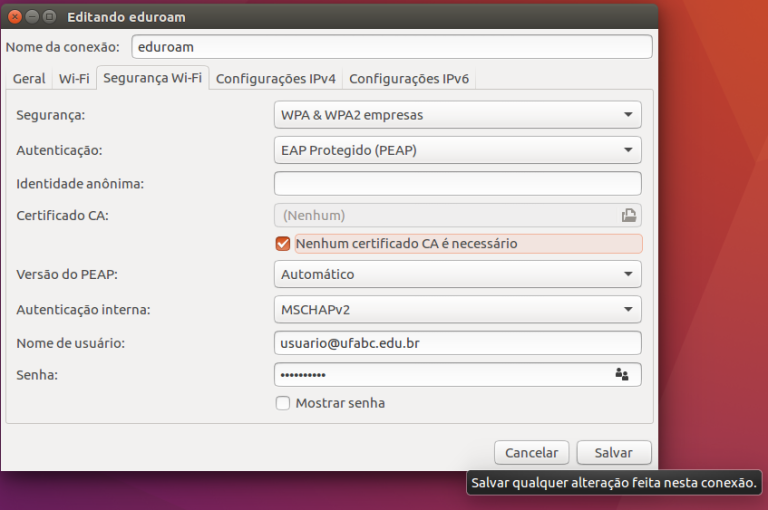 Editando eduroam
Nome da conexão: eduroam
Geral Wi-Fi Segurança Wi-Fi Configurações IPv4 Configurações IPv6
Segurança: WPA & WPA2 empresas
Autenticação: EAP Protegido (PEAP)
Identidade anônima:
Certificado CA: (Nenhum)
Nenhum certificado CA é necessário
Versão do PEAP: Automático
Autenticação interna: MSCHAPv2
Nome de usuário: usuario@ufabc.edu.br
Senha: ••••••••••
Mostrar senha
Cancelar Salvar
Salvar qualquer alteração feita nesta conexão.